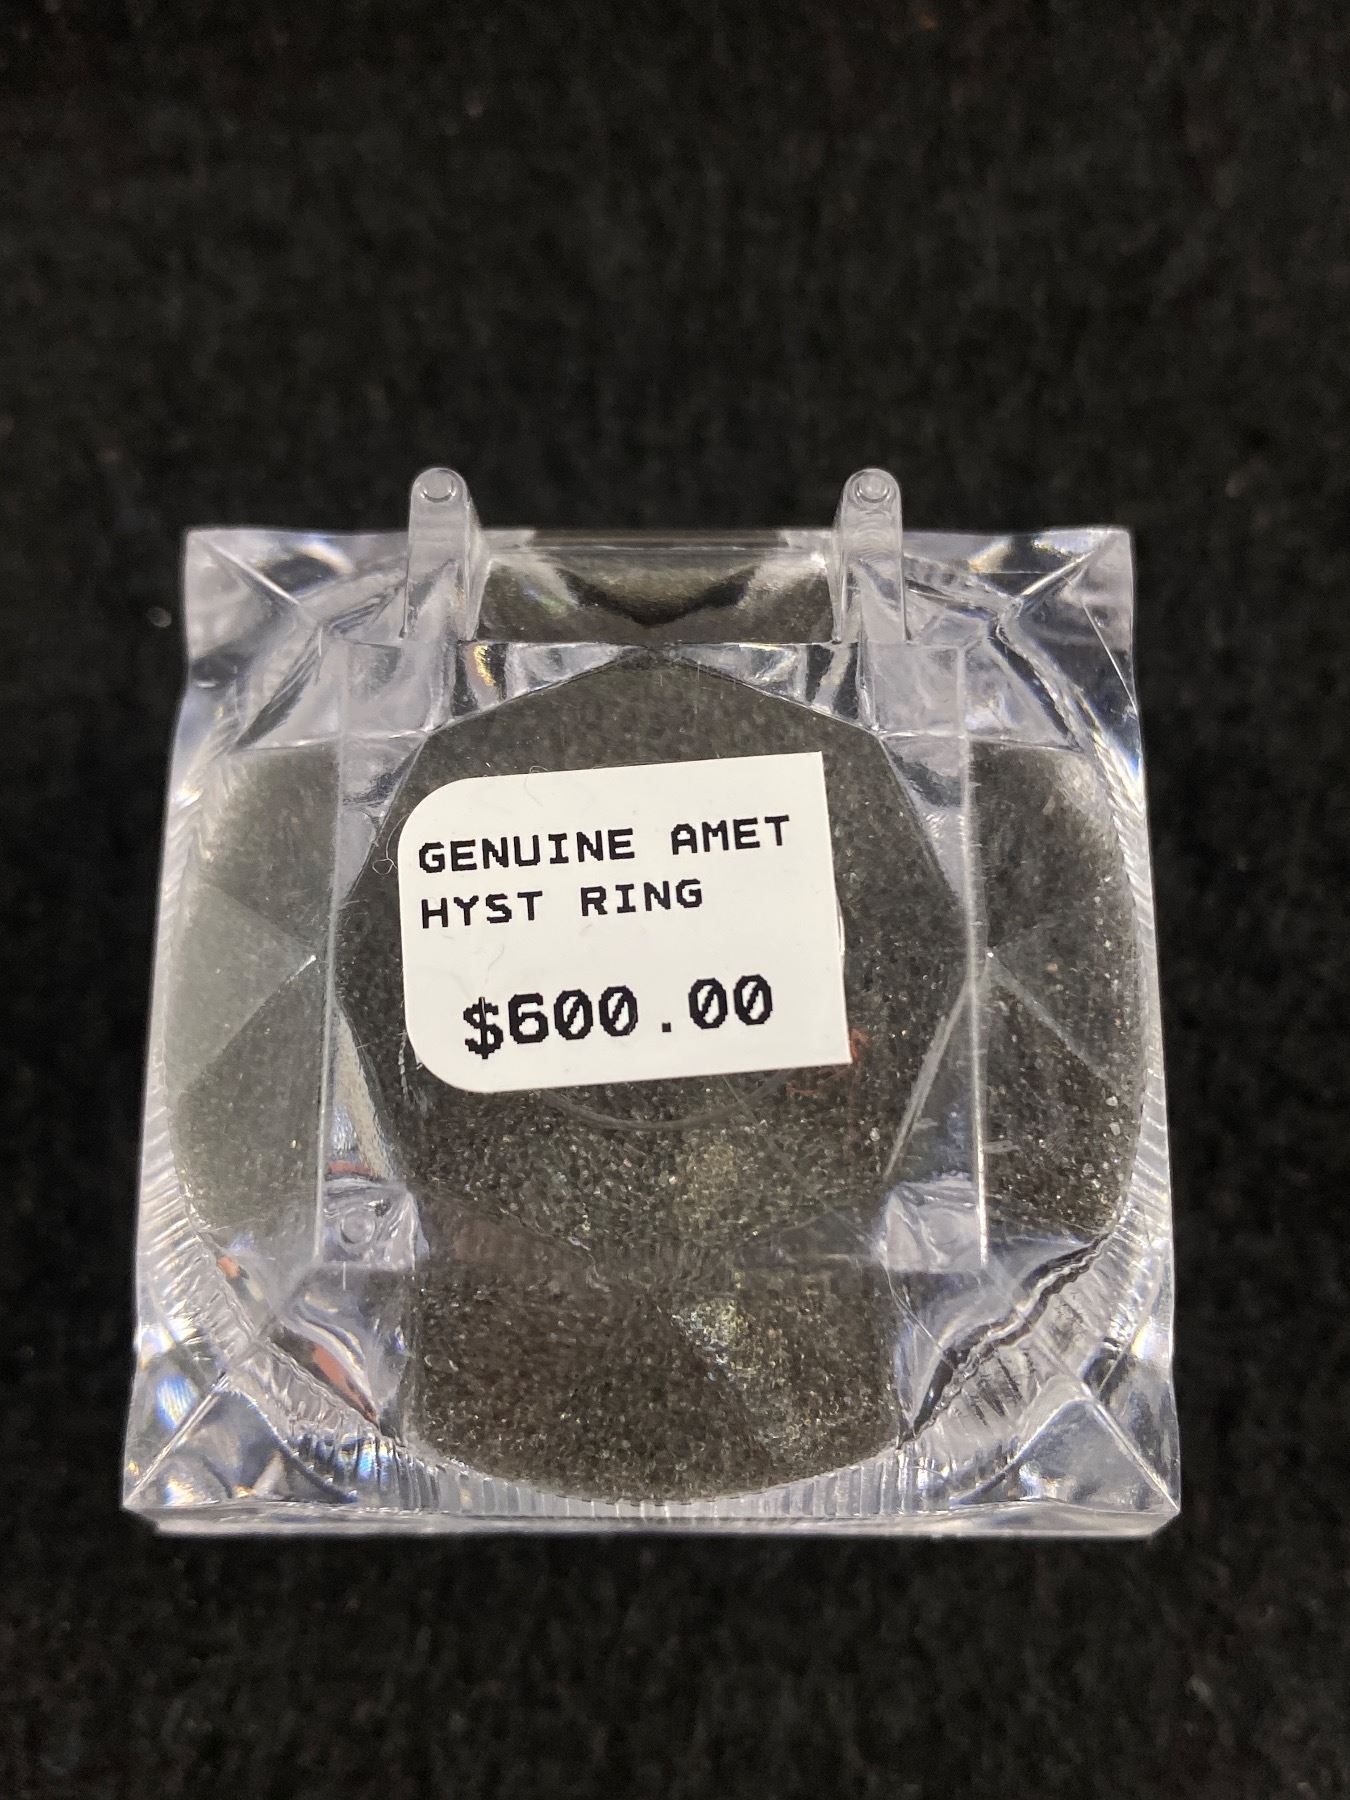 GENUINE AMET
HYST RING
$600.00